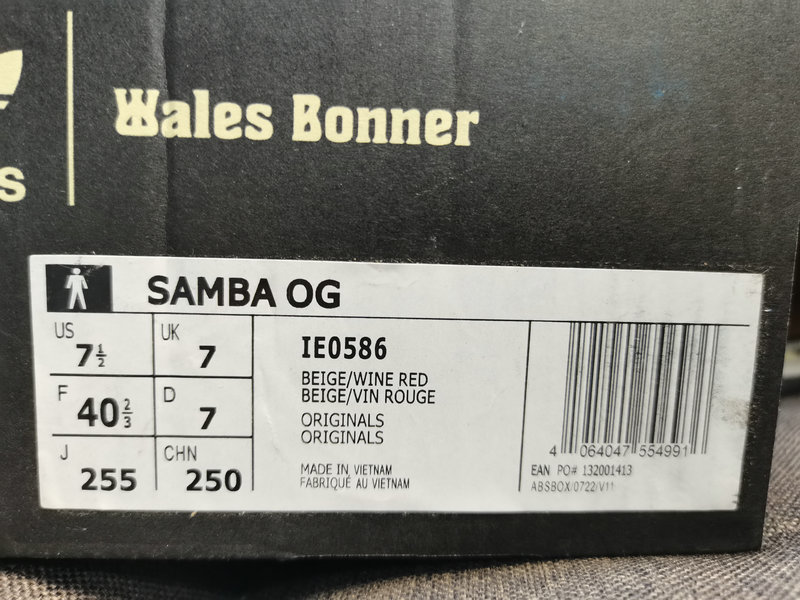 s
Wales Bonner
SAMBA OG
US 7½
UK 7
F 40⅔
D 7
J 255
CHN 250
IE0586
BEIGE/WINE RED
BEIGE/VIN ROUGE
ORIGINALS
ORIGINALS
MADE IN VIETNAM
FABRIQUÉ AU VIETNAM
4 064047 554991
EAN PO# 132001413
ABSBOX/0722/V11